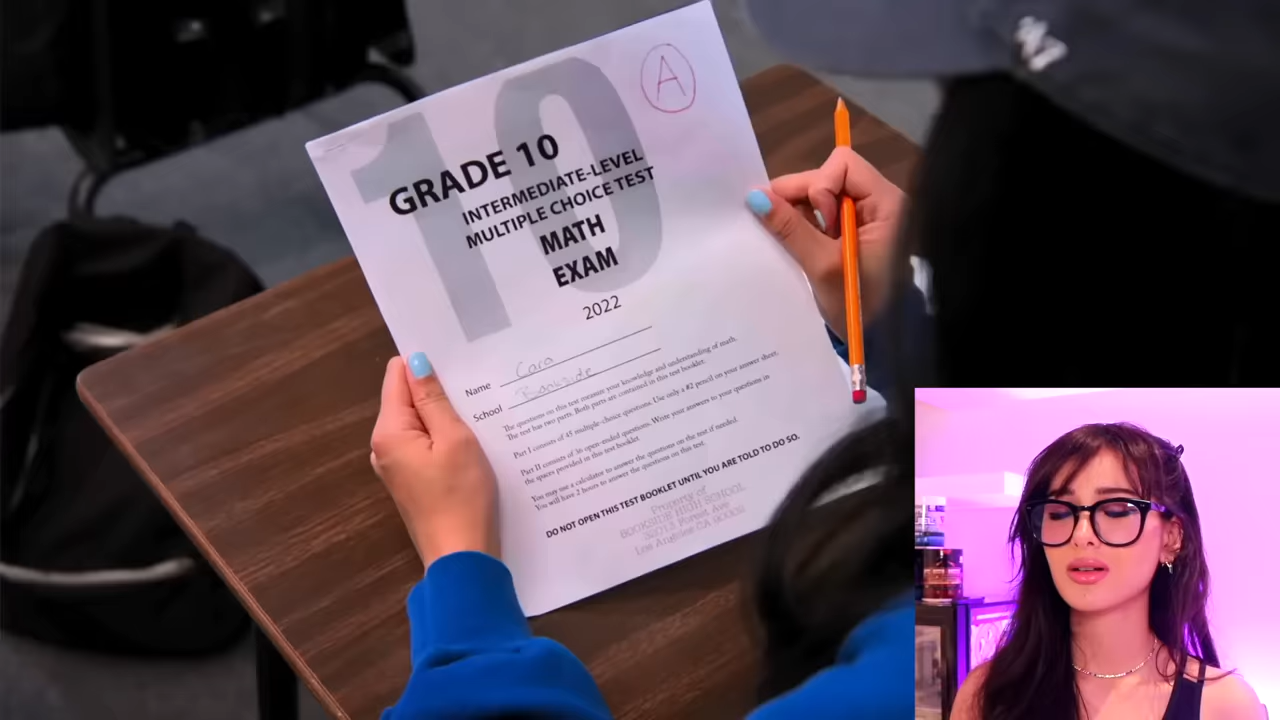 A
10
GRADE 10
INTERMEDIATE-LEVEL
MULTIPLE CHOICE TEST
MATH
EXAM
2022
Name Cara
School
The questions on this test measure your knowledge and understanding of math.
The test has two parts. Both parts are contained in this test booklet.
Part I consists of 45 multiple-choice questions. Use only a #2 pencil on your answer sheet.
Part II consists of 36 open-ended questions. Write your answers to your questions in
the spaces provided in this test booklet.
You may use a calculator to answer the questions on the test if needed.
You will have 2 hours to answer the questions on this test.
DO NOT OPEN THIS TEST BOOKLET UNTIL YOU ARE TOLD TO DO SO.
Property of
BOOKSIDE HIGH SCHOOL
Forest Ave
Los Angeles CA